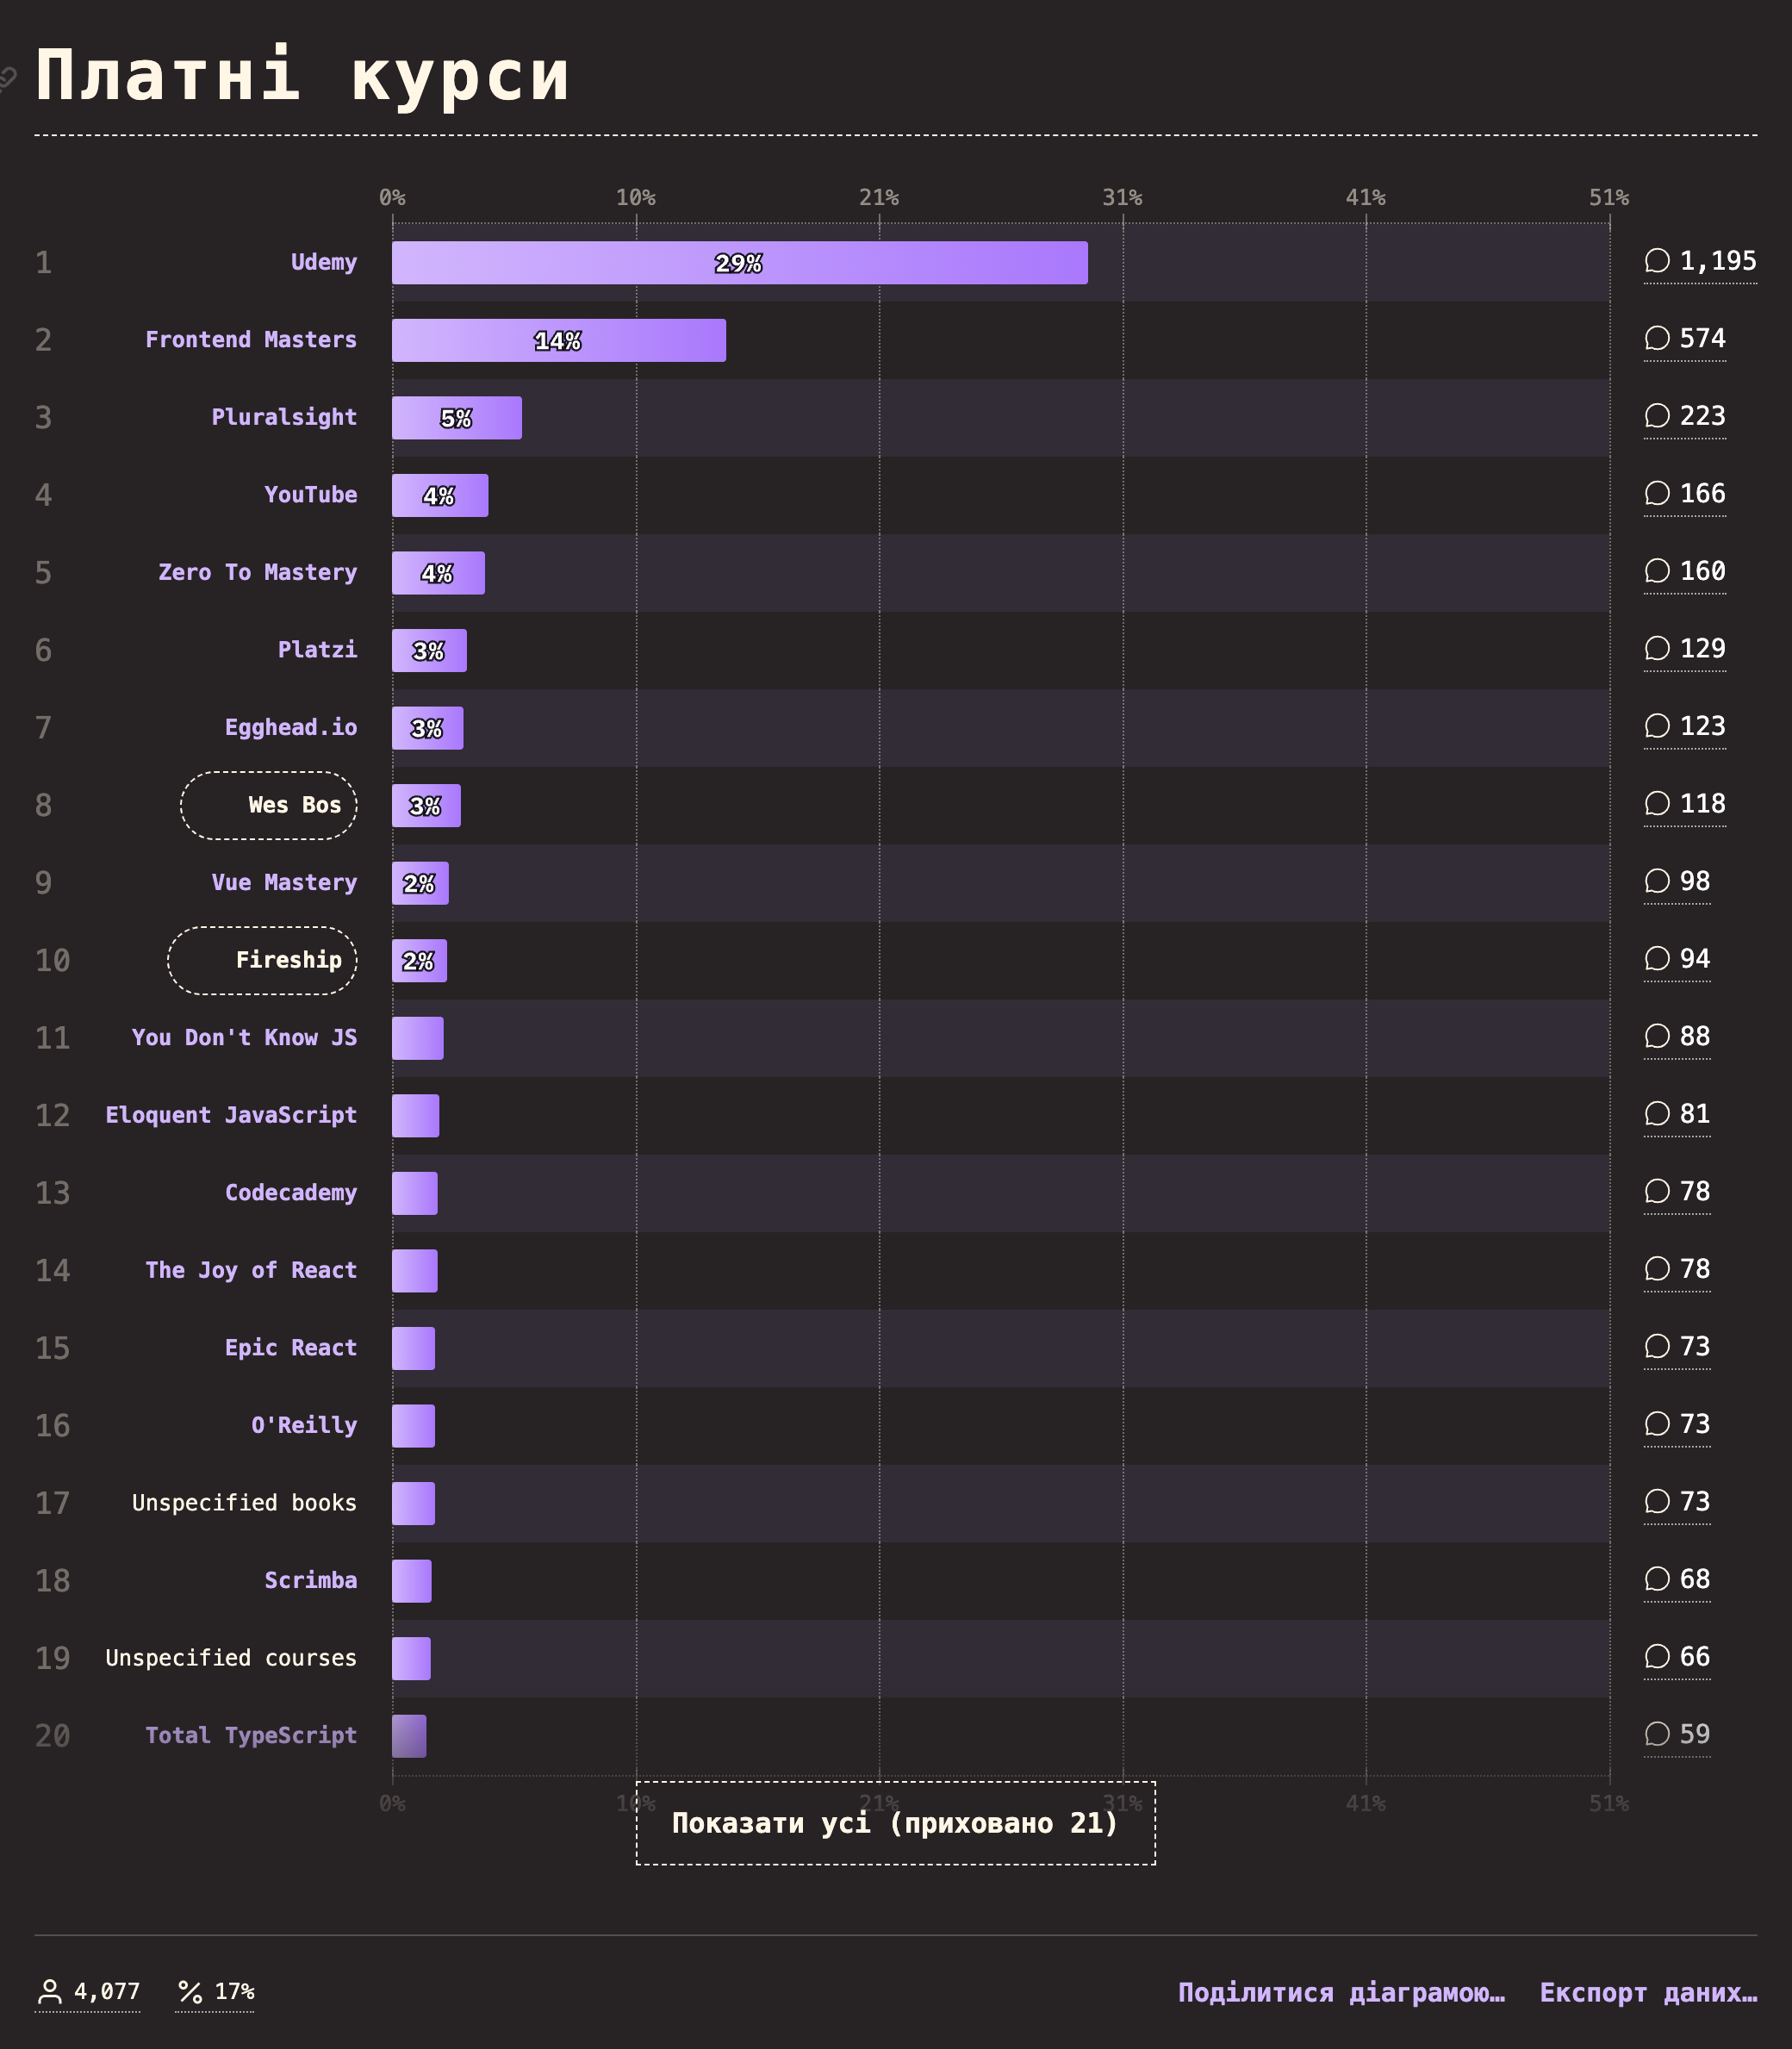 Платні курси
0% 10% 21% 31% 41% 51%
1 Udemy 29% 1,195
2 Frontend Masters 14% 574
3 Pluralsight 5% 223
4 YouTube 4% 166
5 Zero To Mastery 4% 160
6 Platzi 3% 129
7 Egghead.io 3% 123
8 Wes Bos 3% 118
9 Vue Mastery 2% 98
10 Fireship 2% 94
11 You Don't Know JS 88
12 Eloquent JavaScript 81
13 Codecademy 78
14 The Joy of React 78
15 Epic React 73
16 O'Reilly 73
17 Unspecified books 73
18 Scrimba 68
19 Unspecified courses 66
20 Total TypeScript 59
0% 10% 21% 31% 41% 51%
Показати усі (приховано 21)
4,077 17% Поділитися діаграмою… Експорт даних…